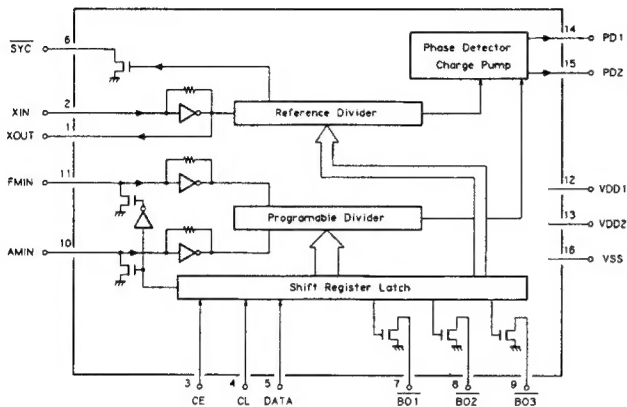 6
SYC
14
PD1
Phase Detector
Charge Pump
15
PD2
XIN
2
Reference Divider
XOUT
1
FMIN
11
12
VDD1
Programable Divider
13
VDD2
AMIN
10
16
VSS
Shift Register Latch
3
4
5
7
8
9
CE
CL
DATA
BO1
BO2
BO3